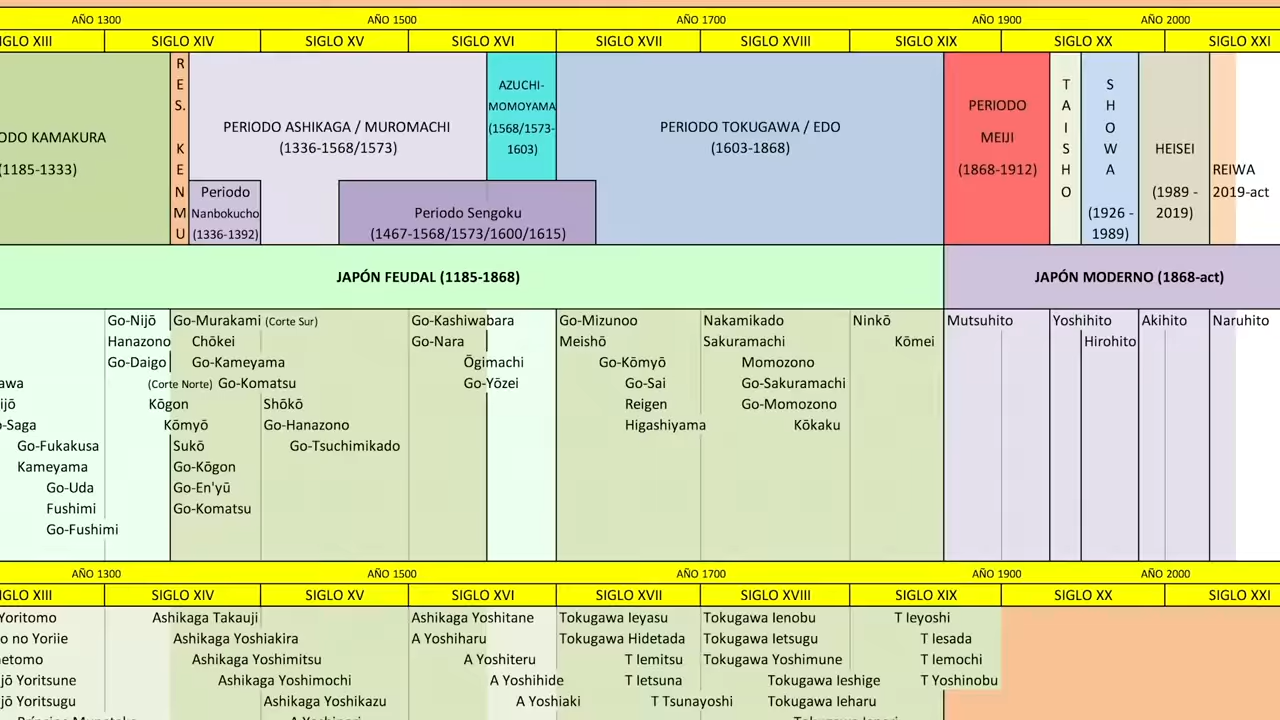 AÑO 1300 AÑO 1500 AÑO 1700 AÑO 1900 AÑO 2000
IGLO XIII SIGLO XIV SIGLO XV SIGLO XVI SIGLO XVII SIGLO XVIII SIGLO XIX SIGLO XX SIGLO XXI
ODO KAMAKURA
(1185-1333)
RES. KENMU
PERIODO ASHIKAGA / MUROMACHI
(1336-1568/1573)
Periodo
Nanbokucho
(1336-1392)
AZUCHI-
MOMOYAMA
(1568/1573-
1603)
Periodo Sengoku
(1467-1568/1573/1600/1615)
PERIODO TOKUGAWA / EDO
(1603-1868)
PERIODO
MEIJI
(1868-1912)
TAISHO
SHOWA
(1926 -
1989)
HEISEI
(1989 -
2019)
REIWA
2019-act
JAPÓN FEUDAL (1185-1868) JAPÓN MODERNO (1868-act)
Go-Nijō Go-Murakami (Corte Sur) Go-Kashiwabara Go-Mizunoo Nakamikado Ninkō Mutsuhito Yoshihito Akihito Naruhito
Hanazono Chōkei Go-Nara Meishō Sakuramachi Kōmei Hirohito
Go-Daigo Go-Kameyama Ōgimachi Go-Kōmyō Momozono
awa (Corte Norte) Go-Komatsu Go-Yōzei Go-Sai Go-Sakuramachi
ijō Kōgon Shōkō Reigen Go-Momozono
o-Saga Kōmyō Go-Hanazono Higashiyama Kōkaku
Go-Fukakusa Sukō Go-Tsuchimikado
Kameyama Go-Kōgon
Go-Uda Go-En'yū
Fushimi Go-Komatsu
Go-Fushimi
AÑO 1300 AÑO 1500 AÑO 1700 AÑO 1900 AÑO 2000
IGLO XIII SIGLO XIV SIGLO XV SIGLO XVI SIGLO XVII SIGLO XVIII SIGLO XIX SIGLO XX SIGLO XXI
Yoritomo Ashikaga Takauji Ashikaga Yoshitane Tokugawa Ieyasu Tokugawa Ienobu T Ieyoshi
o no Yoriie Ashikaga Yoshiakira A Yoshiharu Tokugawa Hidetada Tokugawa Ietsugu T Iesada
etomo Ashikaga Yoshimitsu A Yoshiteru T Iemitsu Tokugawa Yoshimune T Iemochi
jō Yoritsune Ashikaga Yoshimochi A Yoshihide T Ietsuna Tokugawa Ieshige T Yoshinobu
jō Yoritsugu Ashikaga Yoshikazu A Yoshiaki T Tsunayoshi Tokugawa Ieharu